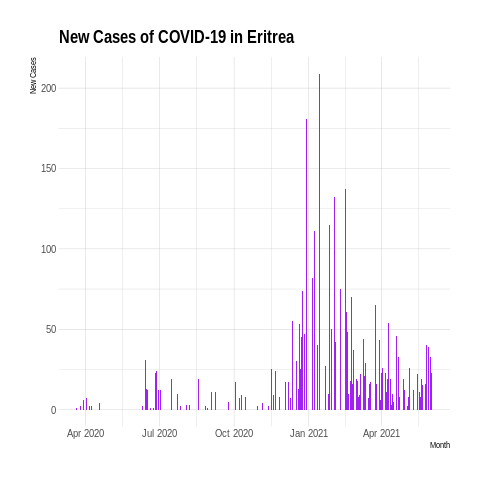 New Cases of COVID-19 in Eritrea
New Cases
200
150
100
50
0
Apr 2020 Jul 2020 Oct 2020 Jan 2021 Apr 2021
Month